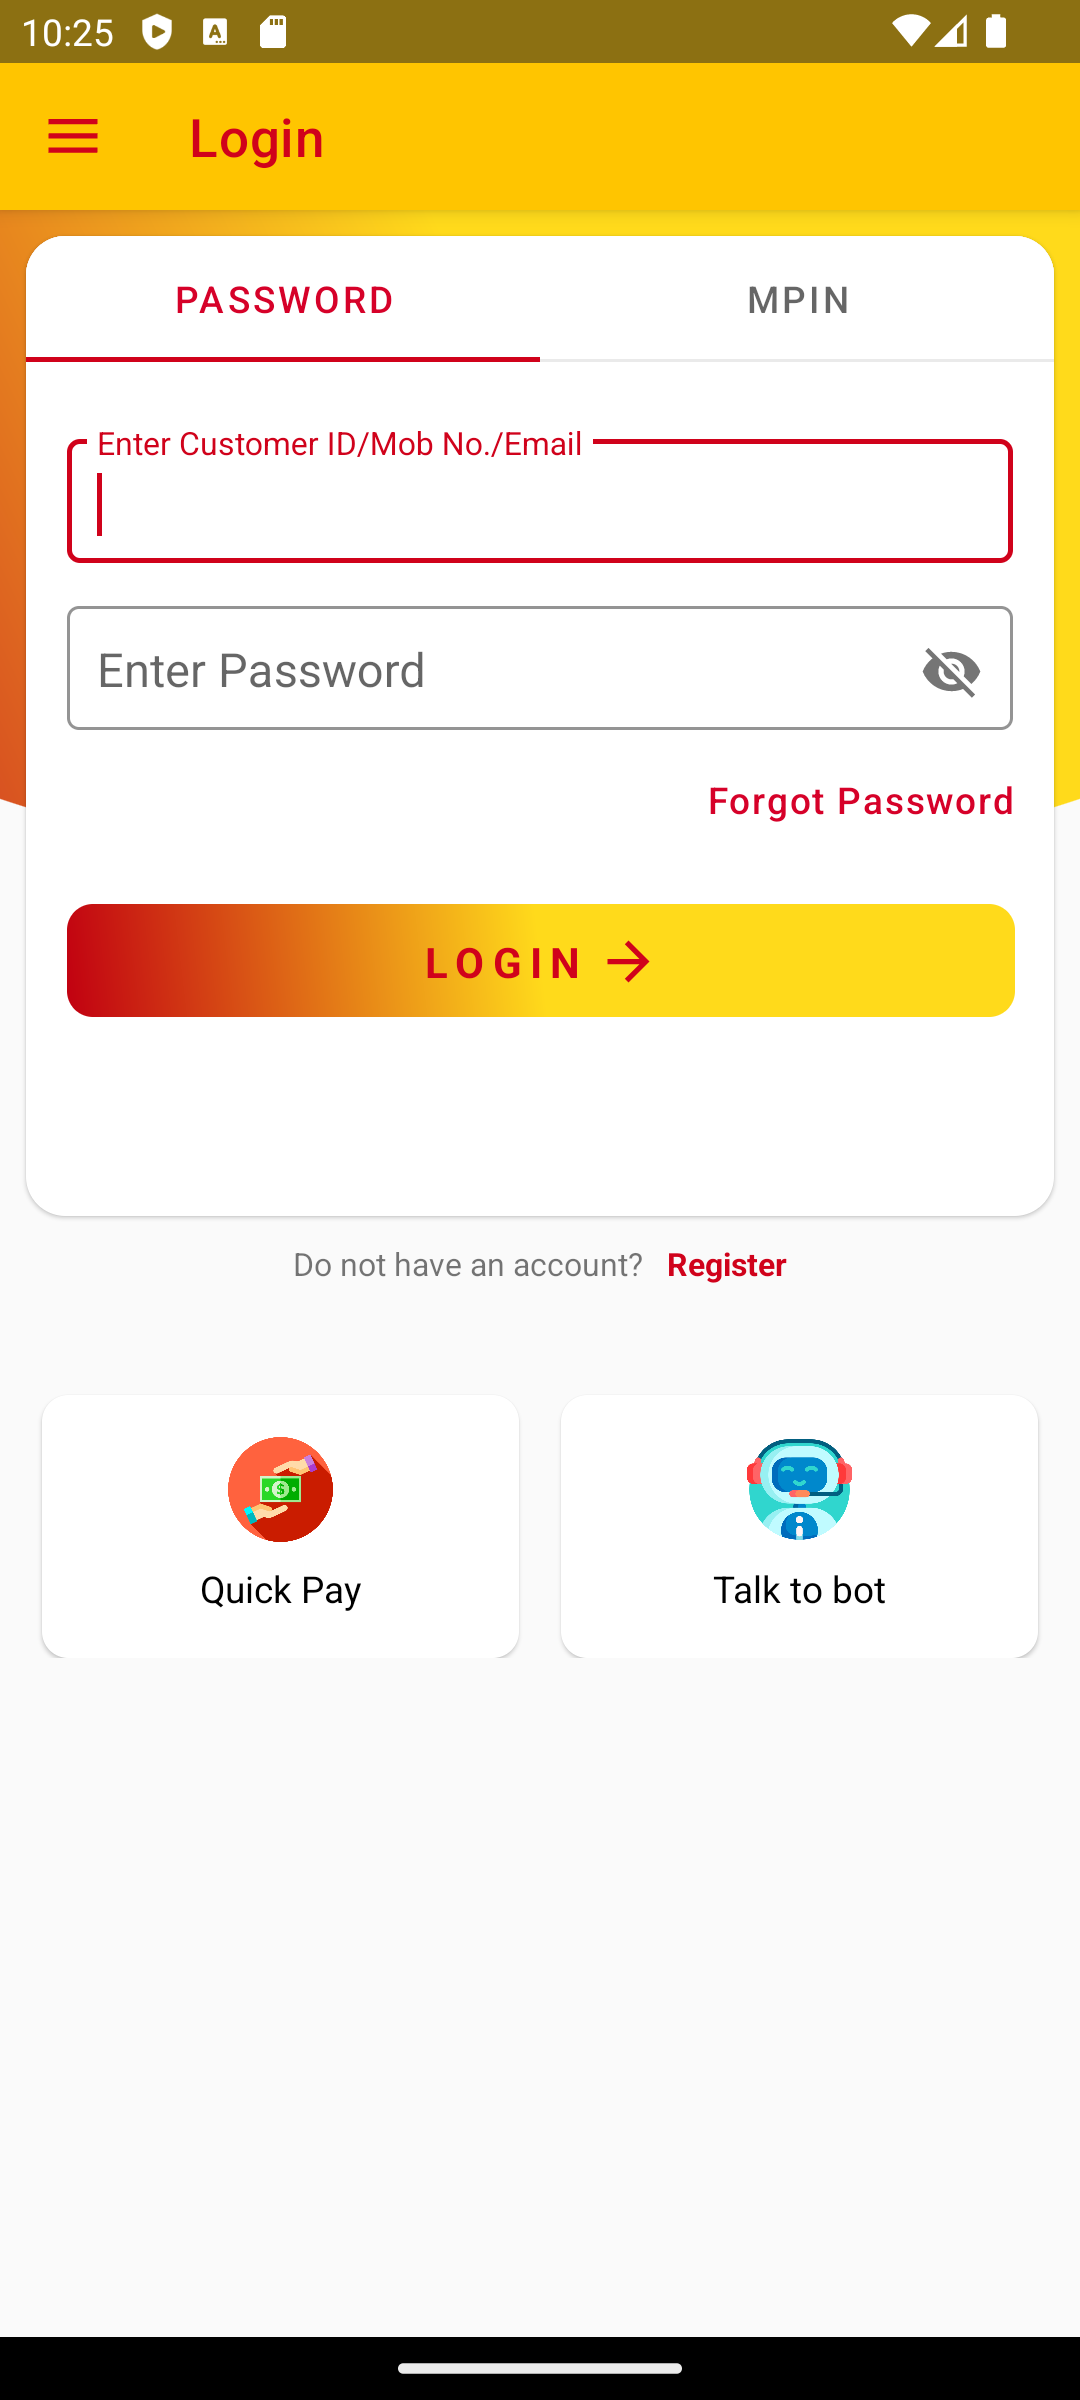 10:25
Login
PASSWORD
MPIN
Enter Customer ID/Mob No./Email
Enter Password
Forgot Password
LOGIN
Do not have an account? Register
Quick Pay
Talk to bot